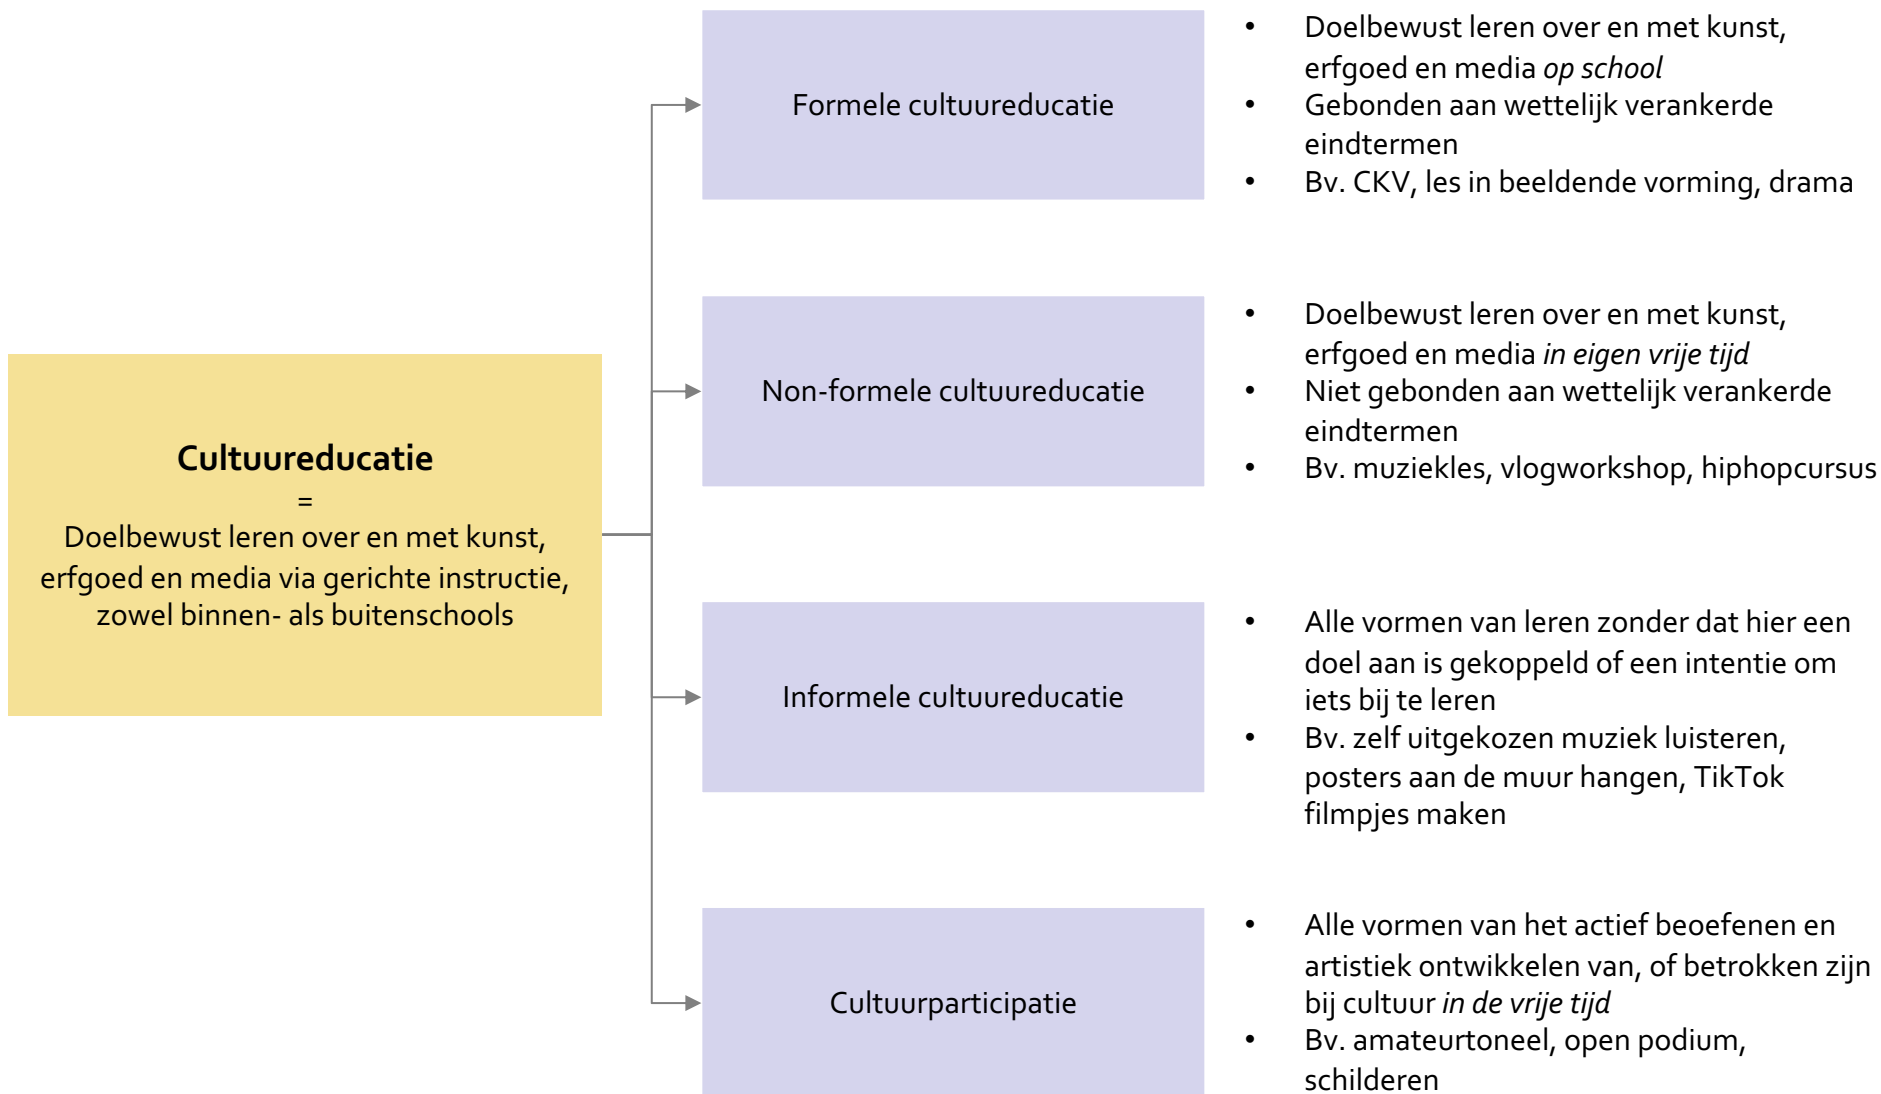 Cultuureducatie
=
Doelbewust leren over en met kunst,
erfgoed en media via gerichte instructie,
zowel binnen- als buitenschools
Formele cultuureducatie
• Doelbewust leren over en met kunst,
erfgoed en media op school
• Gebonden aan wettelijk verankerde
eindtermen
• Bv. CKV, les in beeldende vorming, drama
Non-formele cultuureducatie
• Doelbewust leren over en met kunst,
erfgoed en media in eigen vrije tijd
• Niet gebonden aan wettelijk verankerde
eindtermen
• Bv. muziekles, vlogworkshop, hiphopcursus
Informele cultuureducatie
• Alle vormen van leren zonder dat hier een
doel aan is gekoppeld of een intentie om
iets bij te leren
• Bv. zelf uitgekozen muziek luisteren,
posters aan de muur hangen, TikTok
filmpjes maken
Cultuurparticipatie
• Alle vormen van het actief beoefenen en
artistiek ontwikkelen van, of betrokken zijn
bij cultuur in de vrije tijd
• Bv. amateurtoneel, open podium,
schilderen